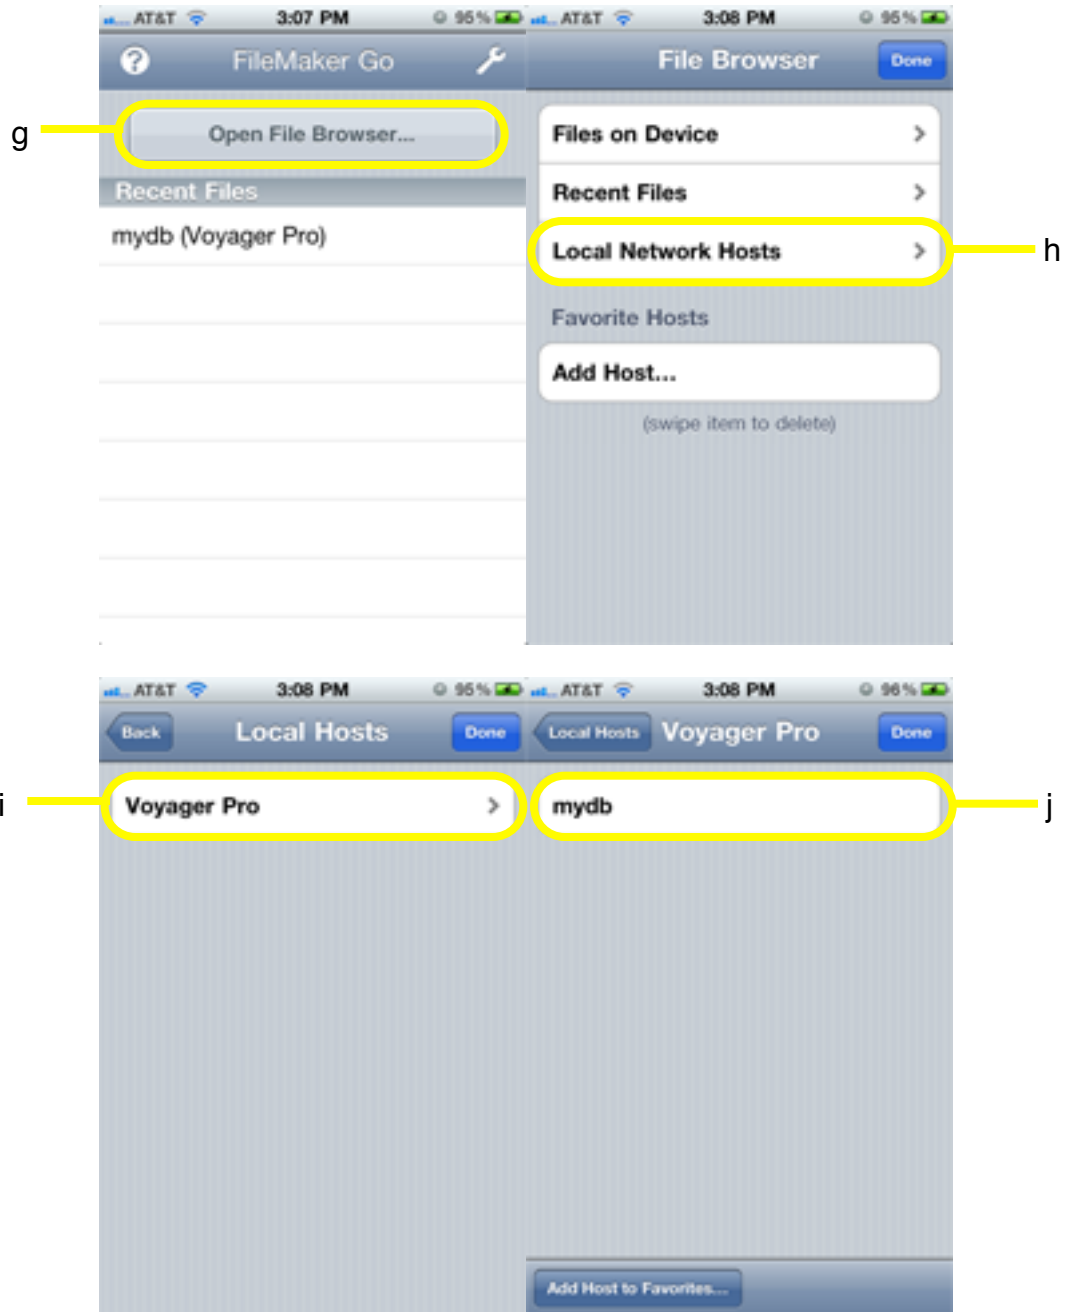 AT&T 3:07 PM 95%
FileMaker Go
g
Open File Browser...
Recent Files
mydb (Voyager Pro)
AT&T 3:08 PM 95%
File Browser Done
Files on Device
Recent Files
Local Network Hosts
h
Favorite Hosts
Add Host...
(swipe item to delete)
AT&T 3:08 PM 95%
Back Local Hosts Done
i
Voyager Pro
AT&T 3:08 PM 96%
Local Hosts Voyager Pro Done
mydb
j
Add Host to Favorites...